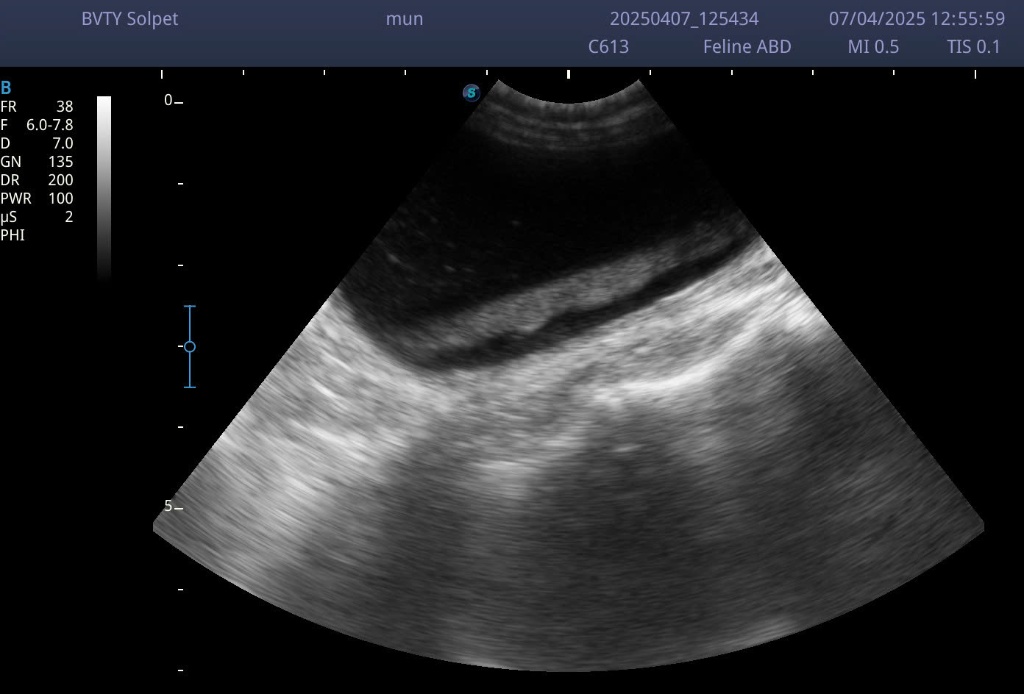 BVTY Solpet mun 20250407_125434 07/04/2025 12:55:59
C613 Feline ABD MI 0.5 TIS 0.1
B
FR 38
F 6.0-7.8
D 7.0
GN 135
DR 200
PWR 100
µS 2
PHI
S
0
5